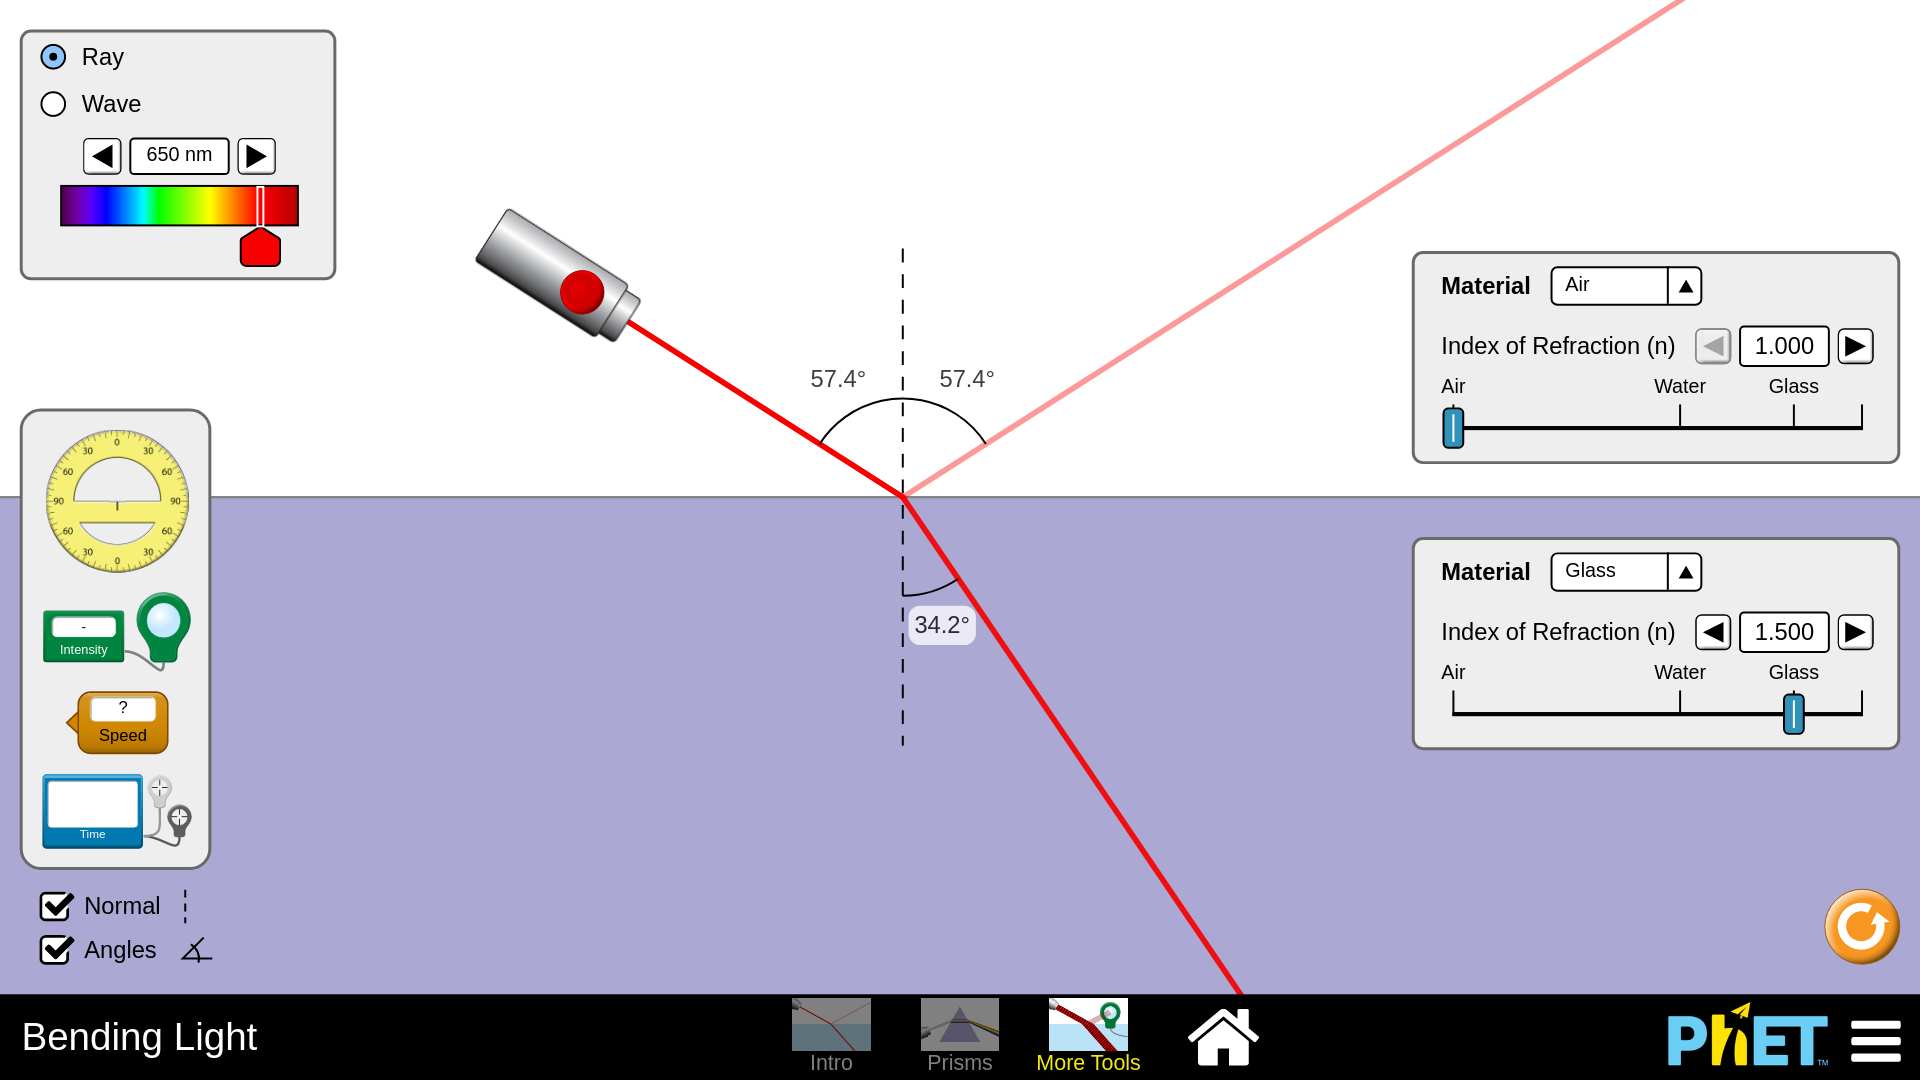 Ray
Wave
650 nm
57.4° 57.4°
Material Air
Index of Refraction (n) 1.000
Air Water Glass
0
30 30
60 60
90 90
60 60
30 30
0
-
Intensity
?
Speed
Time
34.2°
Material Glass
Index of Refraction (n) 1.500
Air Water Glass
Normal
Angles
Bending Light
Intro
Prisms
More Tools
PhET
TM